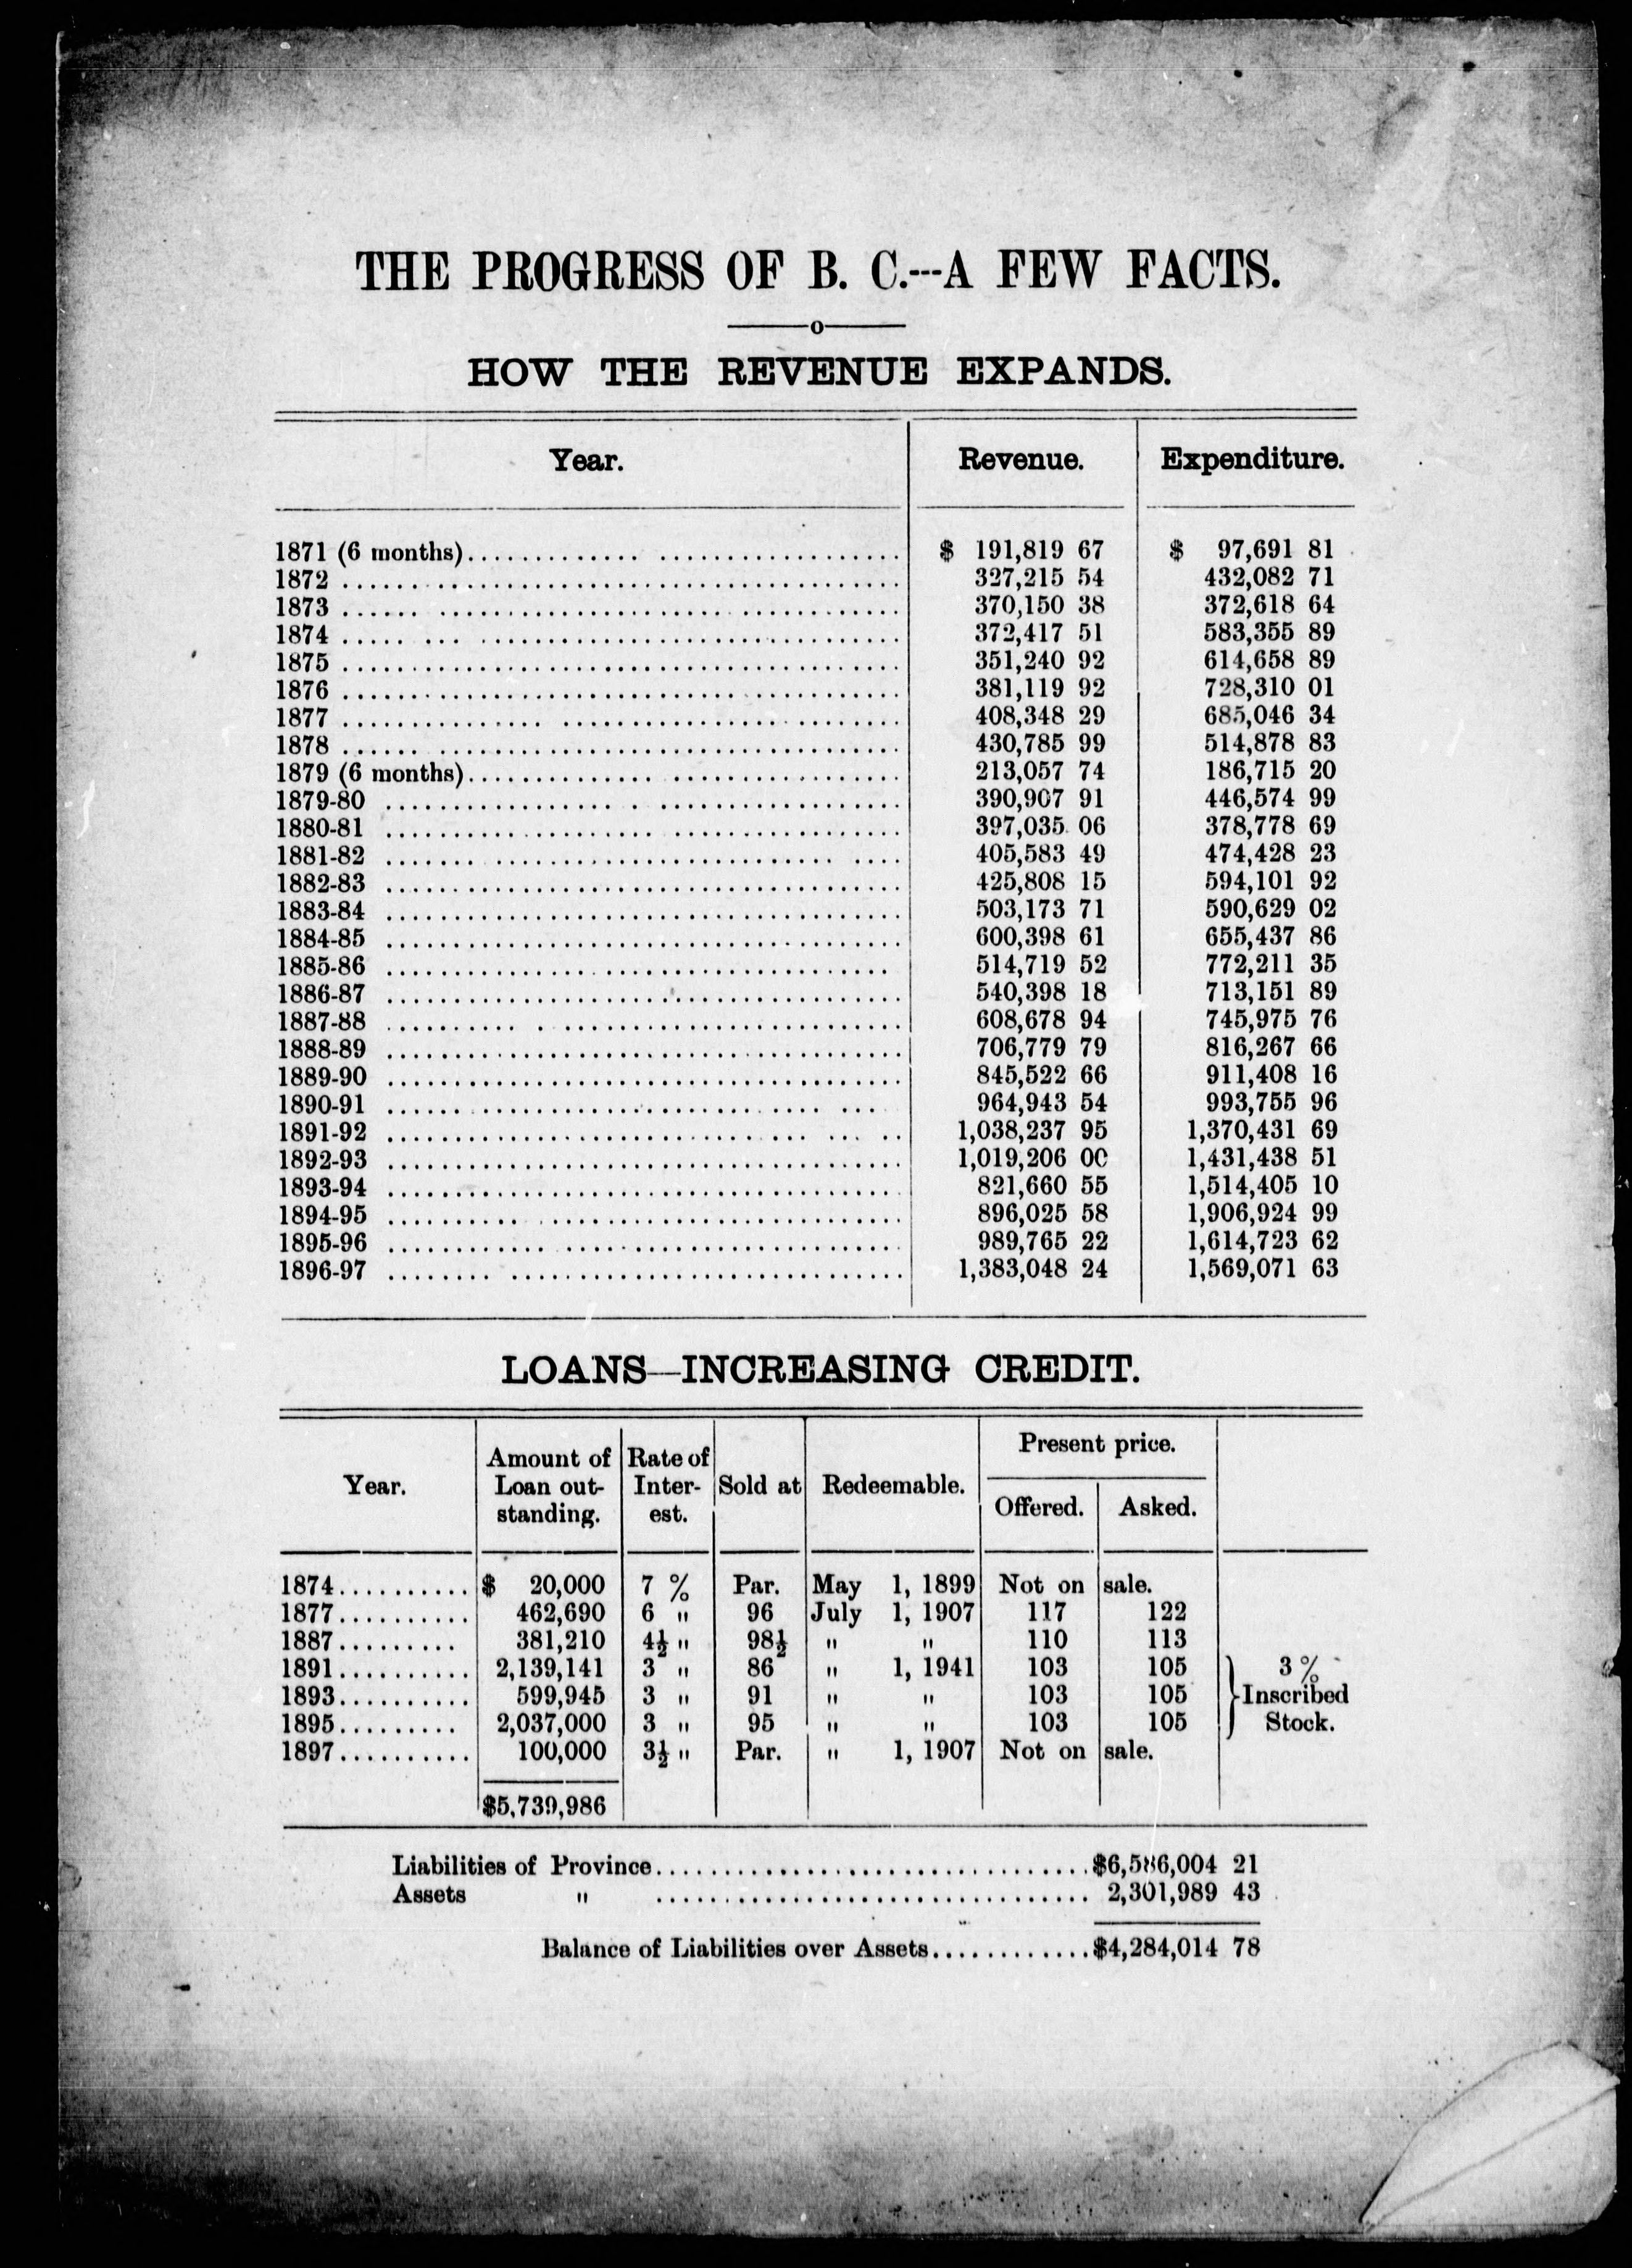 THE PROGRESS OF B. C.---A FEW FACTS.
o
HOW THE REVENUE EXPANDS.
Year. Revenue. Expenditure.
1871 (6 months) $ 191,819 67 $ 97,691 81
1872 327,215 54 432,082 71
1873 370,150 38 372,618 64
1874 372,417 51 583,355 89
1875 351,240 92 614,658 89
1876 381,119 92 728,310 01
1877 408,348 29 685,046 34
1878 430,785 99 514,878 83
1879 (6 months) 213,057 74 186,715 20
1879-80 390,907 91 446,574 99
1880-81 397,035 06 378,778 69
1881-82 405,583 49 474,428 23
1882-83 425,808 15 594,101 92
1883-84 503,173 71 590,629 02
1884-85 600,398 61 655,437 86
1885-86 514,719 52 772,211 35
1886-87 540,398 18 713,151 89
1887-88 608,678 94 745,975 76
1888-89 706,779 79 816,267 66
1889-90 845,522 66 911,408 16
1890-91 964,943 54 993,755 96
1891-92 1,038,237 95 1,370,431 69
1892-93 1,019,206 00 1,431,438 51
1893-94 821,660 55 1,514,405 10
1894-95 896,025 58 1,906,924 99
1895-96 989,765 22 1,614,723 62
1896-97 1,383,048 24 1,569,071 63
LOANS—INCREASING CREDIT.
Year. Amount of Loan outstanding. Rate of Interest. Sold at Redeemable. Present price. Offered. Asked.
1874 $ 20,000 7 % Par. May 1, 1899 Not on sale.
1877 462,690 6 " 96 July 1, 1907 117 122
1887 381,210 4½ " 98½ " " 110 113
1891 2,139,141 3 " 86 " 1, 1941 103 105 3 %
1893 599,945 3 " 91 " " 103 105 Inscribed
1895 2,037,000 3 " 95 " " 103 105 Stock.
1897 100,000 3½ " Par. " 1, 1907 Not on sale.
$5,739,986
Liabilities of Province $6,586,004 21
Assets " 2,301,989 43
Balance of Liabilities over Assets $4,284,014 78